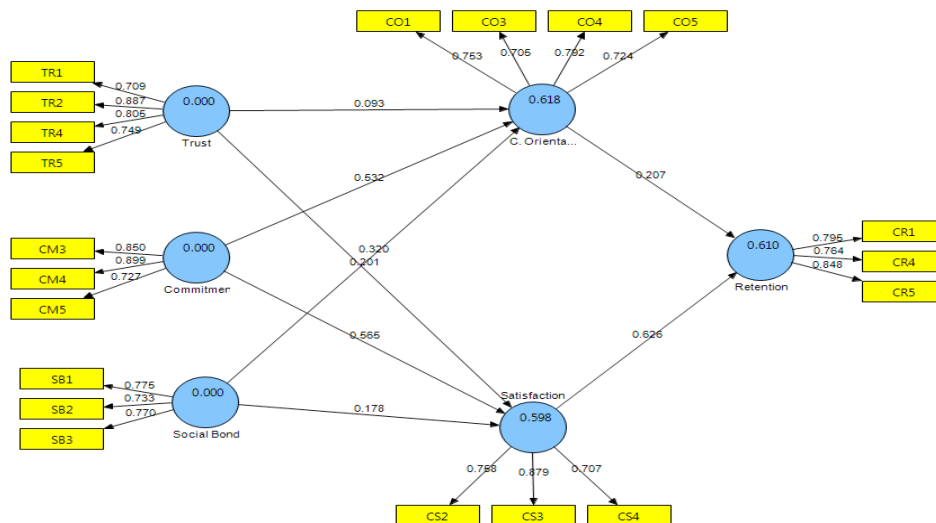 CO1
CO3
CO4
CO5
0.753
0.705
0.792
0.724
TR1
TR2
TR4
TR5
0.709
0.887
0.805
0.749
0.000
Trust
0.093
0.618
C. Orienta...
0.532
0.207
0.320
0.201
CM3
CM4
CM5
0.850
0.899
0.727
0.000
Commitmen
0.610
Retention
0.795
0.764
0.848
CR1
CR4
CR5
0.565
0.626
SB1
SB2
SB3
0.775
0.733
0.770
0.000
Social Bond
0.178
Satisfaction
0.598
0.758
0.879
0.707
CS2
CS3
CS4